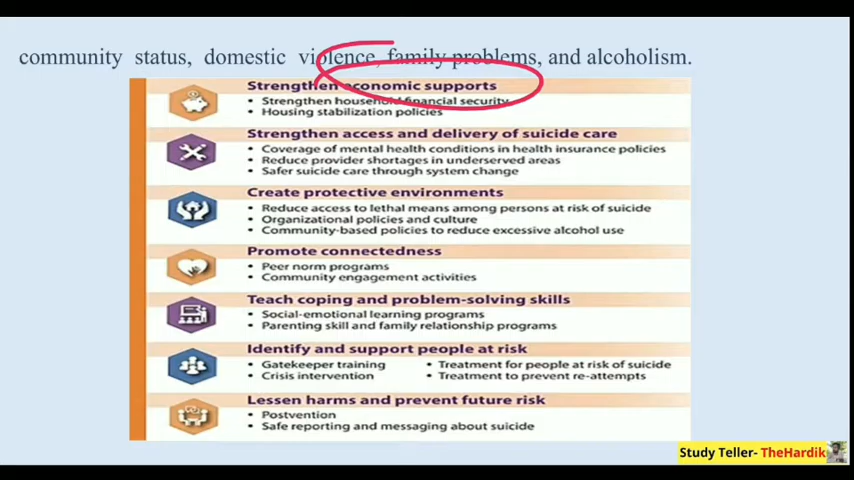 community status, domestic violence, family problems, and alcoholism.
Strengthen economic supports
• Strengthen household financial security
• Housing stabilization policies
Strengthen access and delivery of suicide care
• Coverage of mental health conditions in health insurance policies
• Reduce provider shortages in underserved areas
• Safer suicide care through system change
Create protective environments
• Reduce access to lethal means among persons at risk of suicide
• Organizational policies and culture
• Community-based policies to reduce excessive alcohol use
Promote connectedness
• Peer norm programs
• Community engagement activities
Teach coping and problem-solving skills
• Social-emotional learning programs
• Parenting skill and family relationship programs
Identify and support people at risk
• Gatekeeper training • Treatment for people at risk of suicide
• Crisis intervention • Treatment to prevent re-attempts
Lessen harms and prevent future risk
• Postvention
• Safe reporting and messaging about suicide
Study Teller- TheHardik